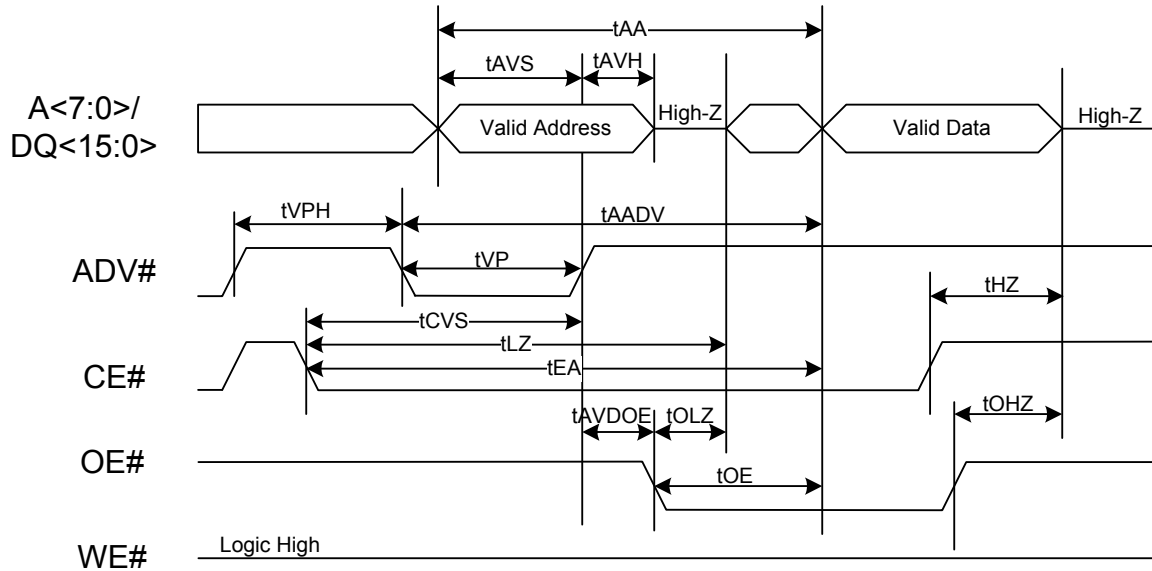 tAA
tAVS
tAVH
A<7:0>/
DQ<15:0>
Valid Address
High-Z
Valid Data
High-Z
tVPH
tAADV
ADV#
tVP
tHZ
tCVS
tLZ
CE#
tEA
tAVDOE
tOLZ
tOHZ
OE#
tOE
WE#
Logic High